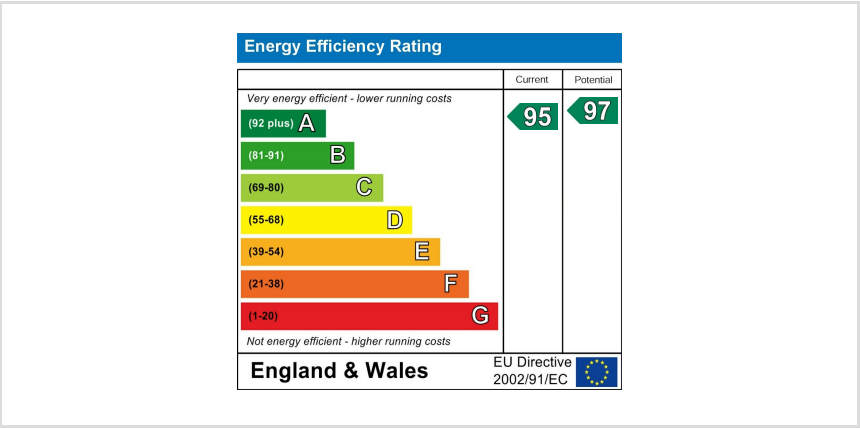 Energy Efficiency Rating
Current Potential
Very energy efficient - lower running costs
(92 plus) A
95 97
(81-91) B
(69-80) C
(55-68) D
(39-54) E
(21-38) F
(1-20) G
Not energy efficient - higher running costs
England & Wales
EU Directive
2002/91/EC